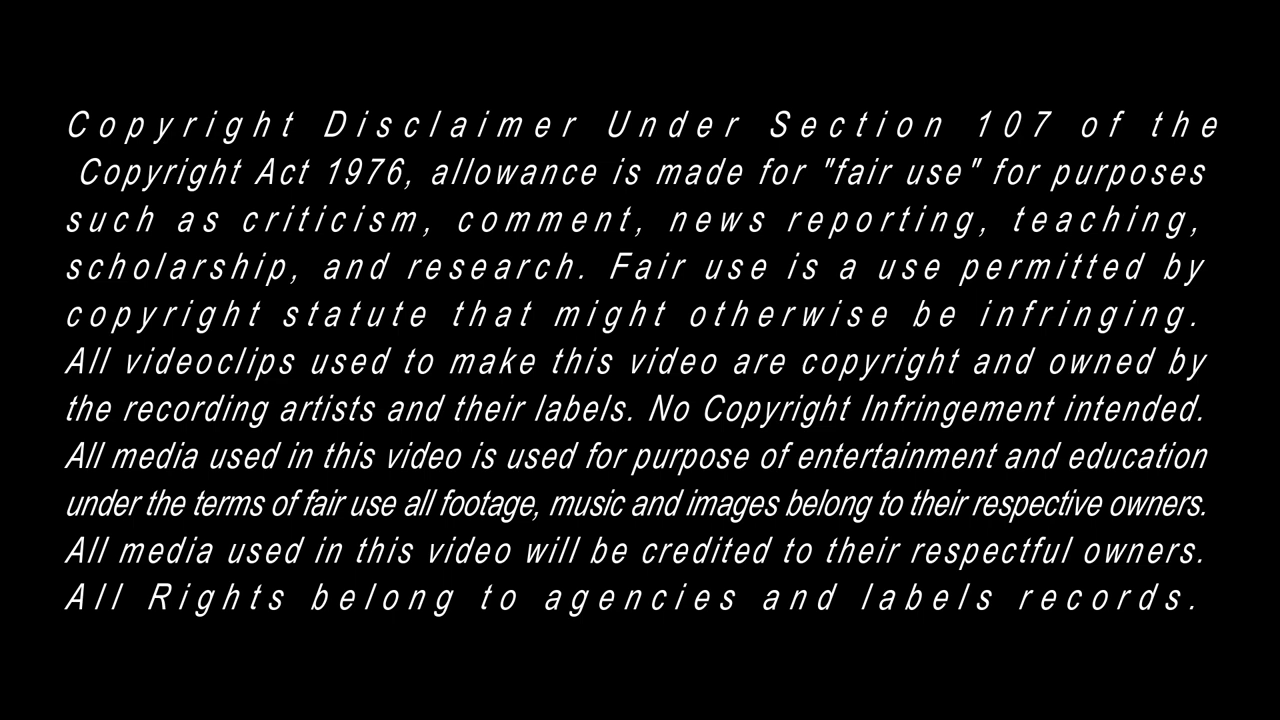 Copyright Disclaimer Under Section 107 of the
Copyright Act 1976, allowance is made for "fair use" for purposes
such as criticism, comment, news reporting, teaching,
scholarship, and research. Fair use is a use permitted by
copyright statute that might otherwise be infringing.
All videoclips used to make this video are copyright and owned by
the recording artists and their labels. No Copyright Infringement intended.
All media used in this video is used for purpose of entertainment and education
under the terms of fair use all footage, music and images belong to their respective owners.
All media used in this video will be credited to their respectful owners.
All Rights belong to agencies and labels records.